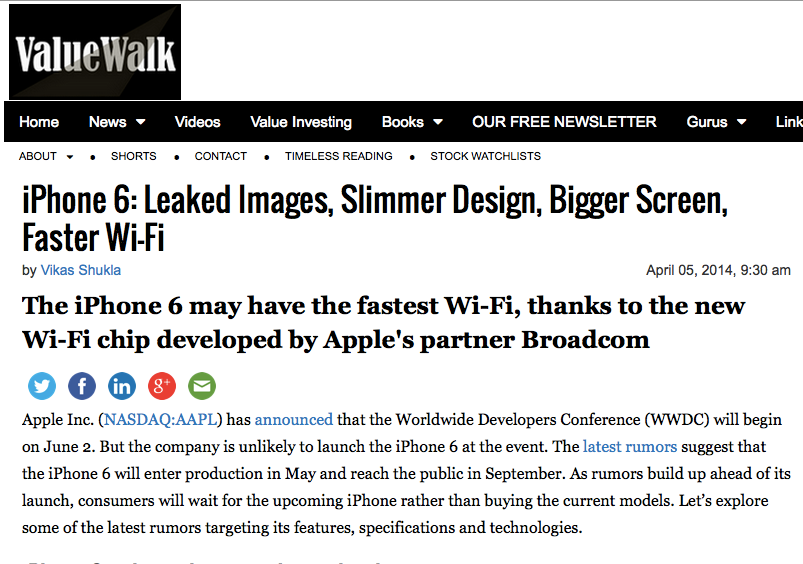 ValueWalk
Home News Videos Value Investing Books OUR FREE NEWSLETTER Gurus Link
ABOUT • SHORTS • CONTACT • TIMELESS READING • STOCK WATCHLISTS
iPhone 6: Leaked Images, Slimmer Design, Bigger Screen,
Faster Wi-Fi
by Vikas Shukla April 05, 2014, 9:30 am
The iPhone 6 may have the fastest Wi-Fi, thanks to the new
Wi-Fi chip developed by Apple's partner Broadcom
Apple Inc. (NASDAQ:AAPL) has announced that the Worldwide Developers Conference (WWDC) will begin
on June 2. But the company is unlikely to launch the iPhone 6 at the event. The latest rumors suggest that
the iPhone 6 will enter production in May and reach the public in September. As rumors build up ahead of its
launch, consumers will wait for the upcoming iPhone rather than buying the current models. Let’s explore
some of the latest rumors targeting its features, specifications and technologies.